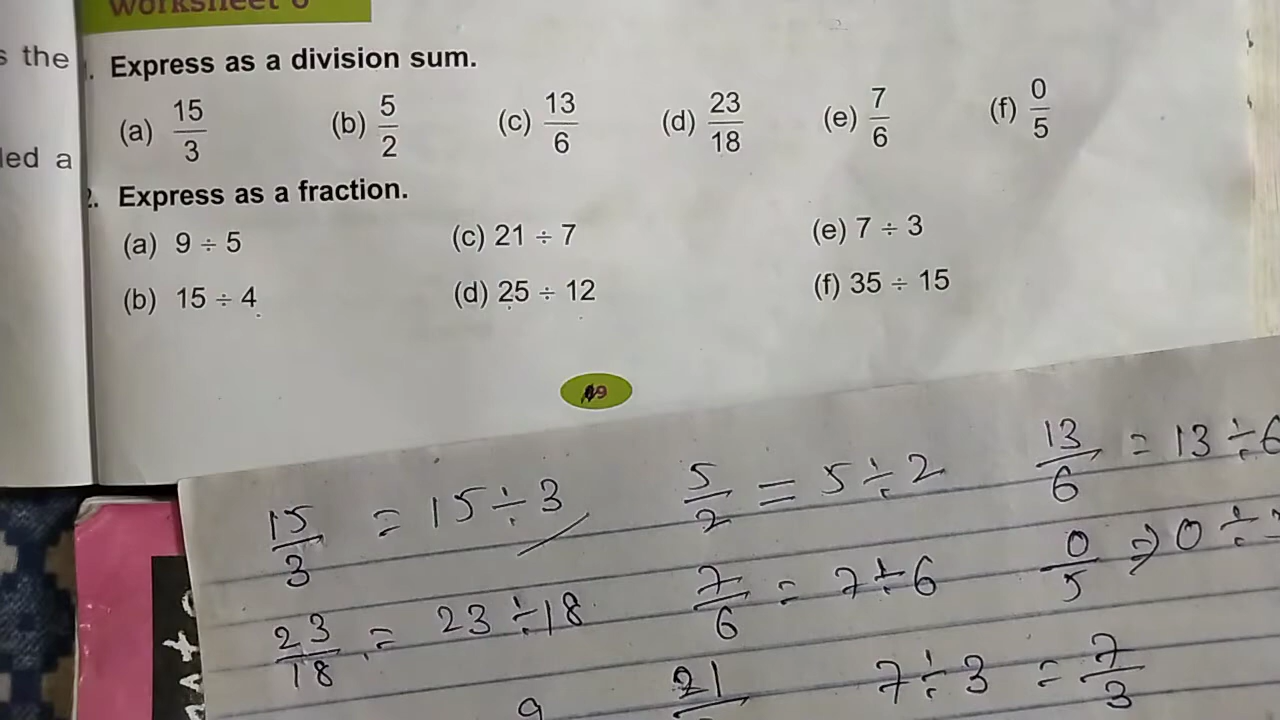 Worksheet 6
s the
1. Express as a division sum.
(a) 15/3 (b) 5/2 (c) 13/6 (d) 23/18 (e) 7/6 (f) 0/5
led a
2. Express as a fraction.
(a) 9 ÷ 5 (c) 21 ÷ 7 (e) 7 ÷ 3
(b) 15 ÷ 4 (d) 25 ÷ 12 (f) 35 ÷ 15
15/3 = 15÷3 5/2 = 5÷2 13/6 = 13÷6
23/18 = 23÷18 7/6 = 7÷6 0/5 ⇒ 0 ÷
9 21 7÷3 = 7/3